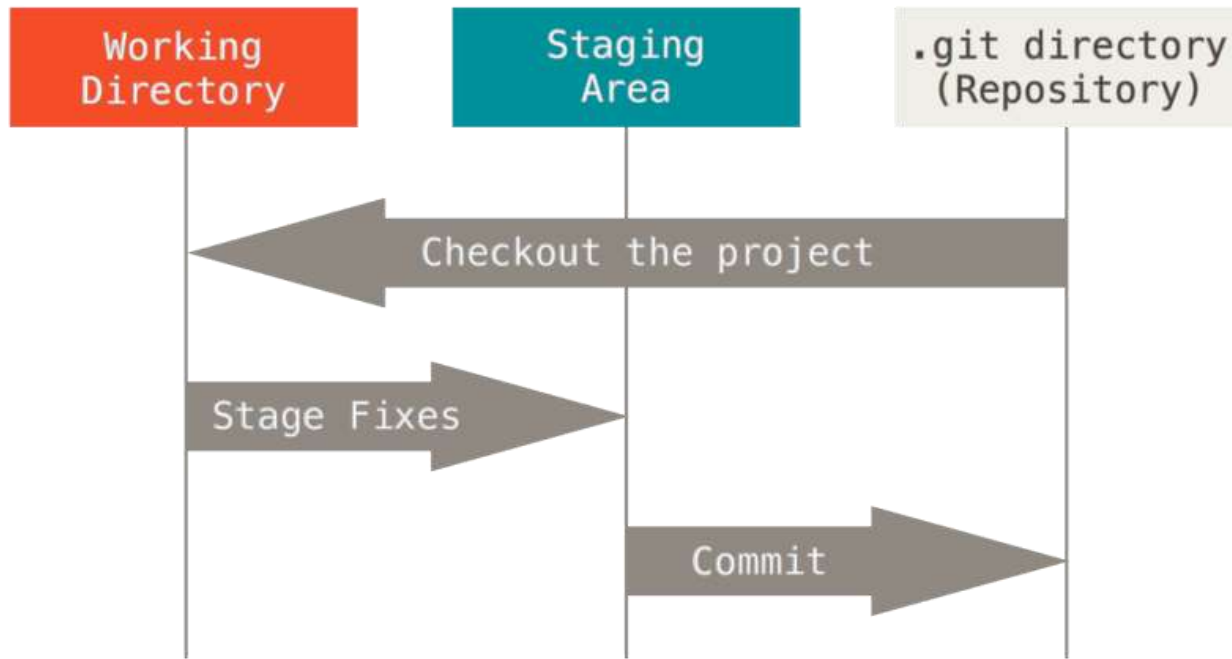 Working
Directory
Staging
Area
.git directory
(Repository)
Checkout the project
Stage Fixes
Commit